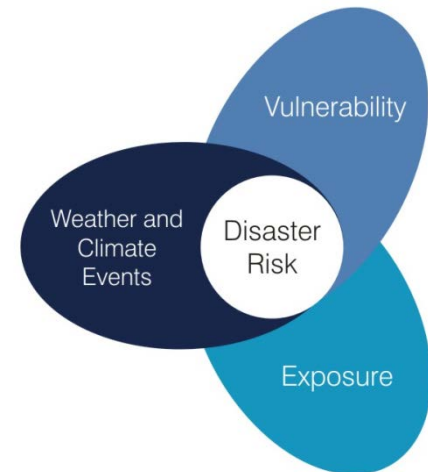 Vulnerability
Weather and
Climate
Events
Disaster
Risk
Exposure